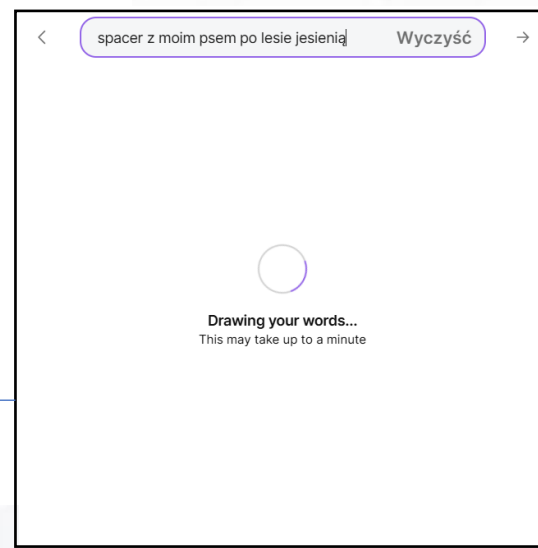 spacer z moim psem po lesie jesienią Wyczyść
Drawing your words...
This may take up to a minute